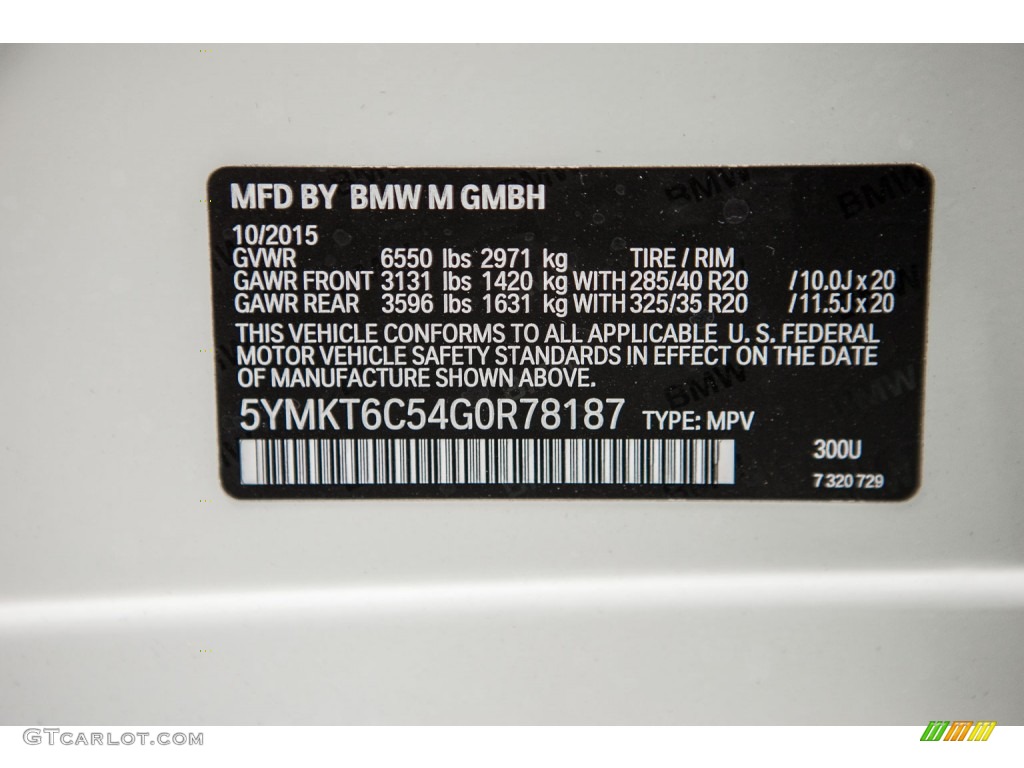 MFD BY BMW M GMBH
10/2015
GVWR 6550 lbs 2971 kg TIRE / RIM
GAWR FRONT 3131 lbs 1420 kg WITH 285/40 R20 /10.0J x 20
GAWR REAR 3596 lbs 1631 kg WITH 325/35 R20 /11.5J x 20
THIS VEHICLE CONFORMS TO ALL APPLICABLE U. S. FEDERAL
MOTOR VEHICLE SAFETY STANDARDS IN EFFECT ON THE DATE
OF MANUFACTURE SHOWN ABOVE.
5YMKT6C54G0R78187 TYPE: MPV
300U
7 320 729
GTCARLOT.COM